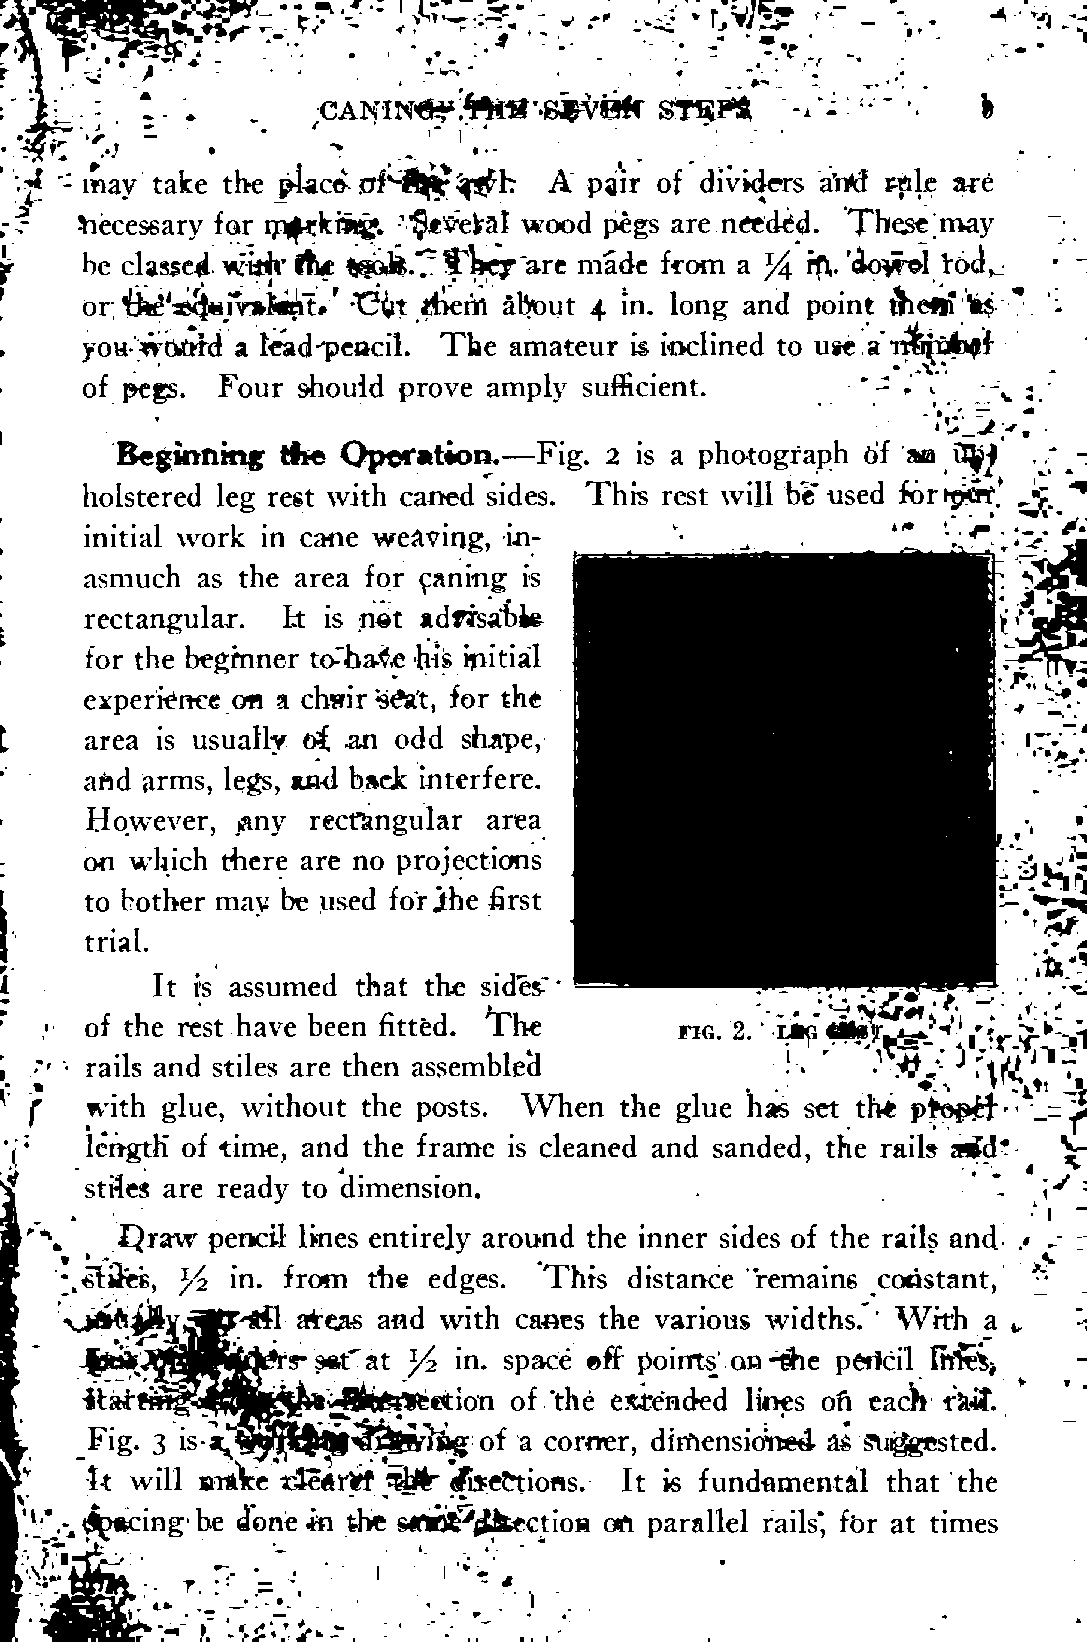 CANING: THE SEVEN STEPS 9
may take the place of the awl. A pair of dividers and rule are
necessary for marking. Several wood pegs are needed. These may
be classed with the tools. They are made from a ¼ in. dowel rod,
or the equivalent. Cut them about 4 in. long and point them as
you would a lead pencil. The amateur is inclined to use a number
of pegs. Four should prove amply sufficient.
Beginning the Operation.—Fig. 2 is a photograph of an up-
holstered leg rest with caned sides. This rest will be used for our
initial work in cane weaving, in-
asmuch as the area for caning is
rectangular. It is not advisable
for the beginner to have his initial
experience on a chair seat, for the
area is usually of an odd shape,
and arms, legs, and back interfere.
However, any rectangular area
on which there are no projections
to bother may be used for the first
trial.
It is assumed that the sides
of the rest have been fitted. The
FIG. 2. LEG REST
rails and stiles are then assembled
with glue, without the posts. When the glue has set the proper
length of time, and the frame is cleaned and sanded, the rails and
stiles are ready to dimension.
Draw pencil lines entirely around the inner sides of the rails and
stiles, ½ in. from the edges. This distance remains constant,
usually, all areas and with canes the various widths. With a
set at ½ in. space off points on the pencil lines,
starting the intersection of the extended lines on each rail.
Fig. 3 is a working drawing of a corner, dimensioned as suggested.
It will make clearer the directions. It is fundamental that the
spacing be done in the same direction on parallel rails, for at times